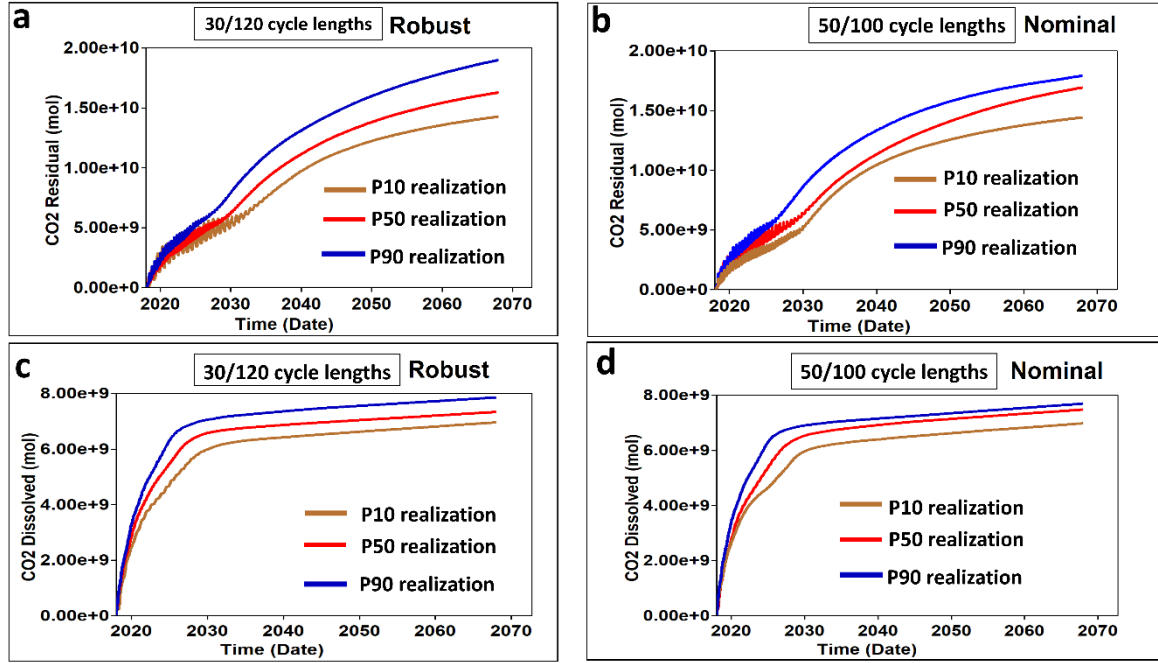 a
30/120 cycle lengths Robust
2.00e+10
1.50e+10
1.00e+10
5.00e+9
0.00e+0
CO2 Residual (mol)
P10 realization
P50 realization
P90 realization
2020 2030 2040 2050 2060 2070
Time (Date)
b
50/100 cycle lengths Nominal
2.00e+10
1.50e+10
1.00e+10
5.00e+9
0.00e+0
CO2 Residual (mol)
P10 realization
P50 realization
P90 realization
2020 2030 2040 2050 2060 2070
Time (Date)
c
30/120 cycle lengths Robust
8.00e+9
6.00e+9
4.00e+9
2.00e+9
0.00e+0
CO2 Dissolved (mol)
P10 realization
P50 realization
P90 realization
2020 2030 2040 2050 2060 2070
Time (Date)
d
50/100 cycle lengths Nominal
8.00e+9
6.00e+9
4.00e+9
2.00e+9
0.00e+0
CO2 Dissolved (mol)
P10 realization
P50 realization
P90 realization
2020 2030 2040 2050 2060 2070
Time (Date)